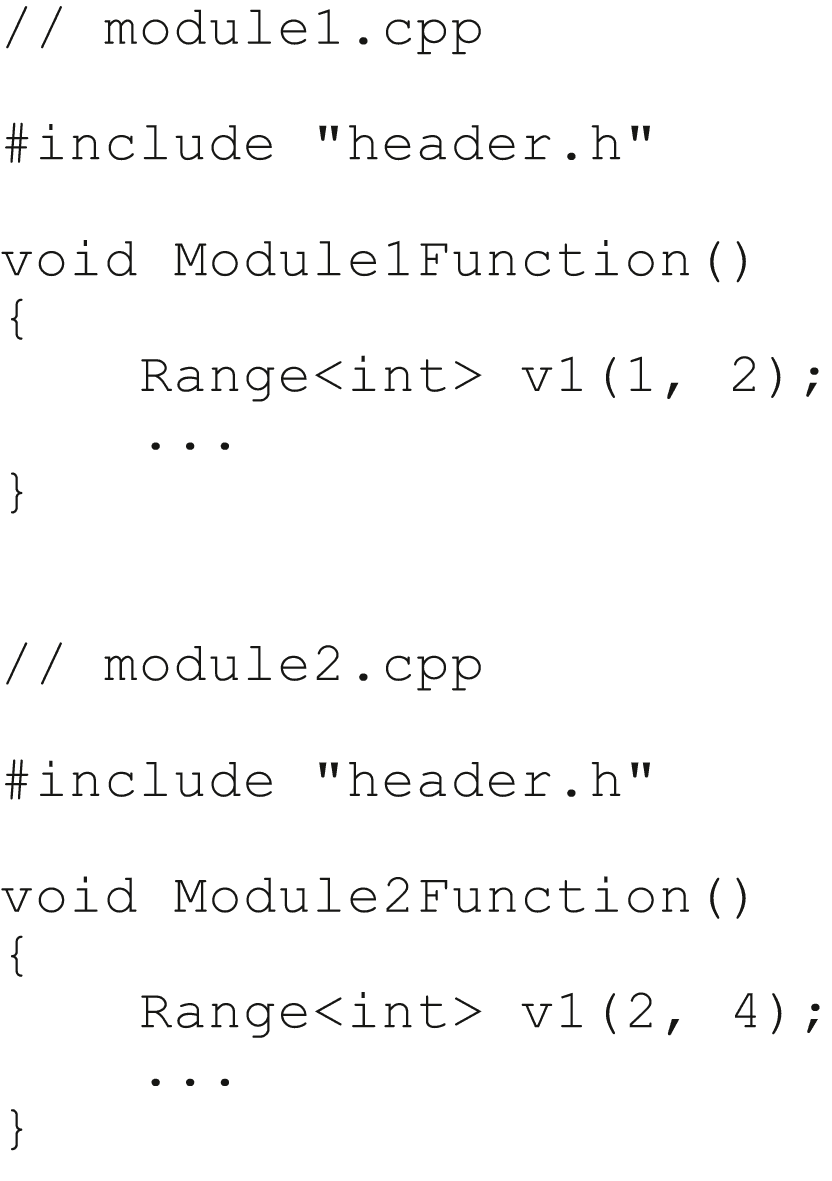 // module1.cpp
#include "header.h"
void Module1Function()
{
    Range<int> v1(1, 2);
    ...
}
// module2.cpp
#include "header.h"
void Module2Function()
{
    Range<int> v1(2, 4);
    ...
}